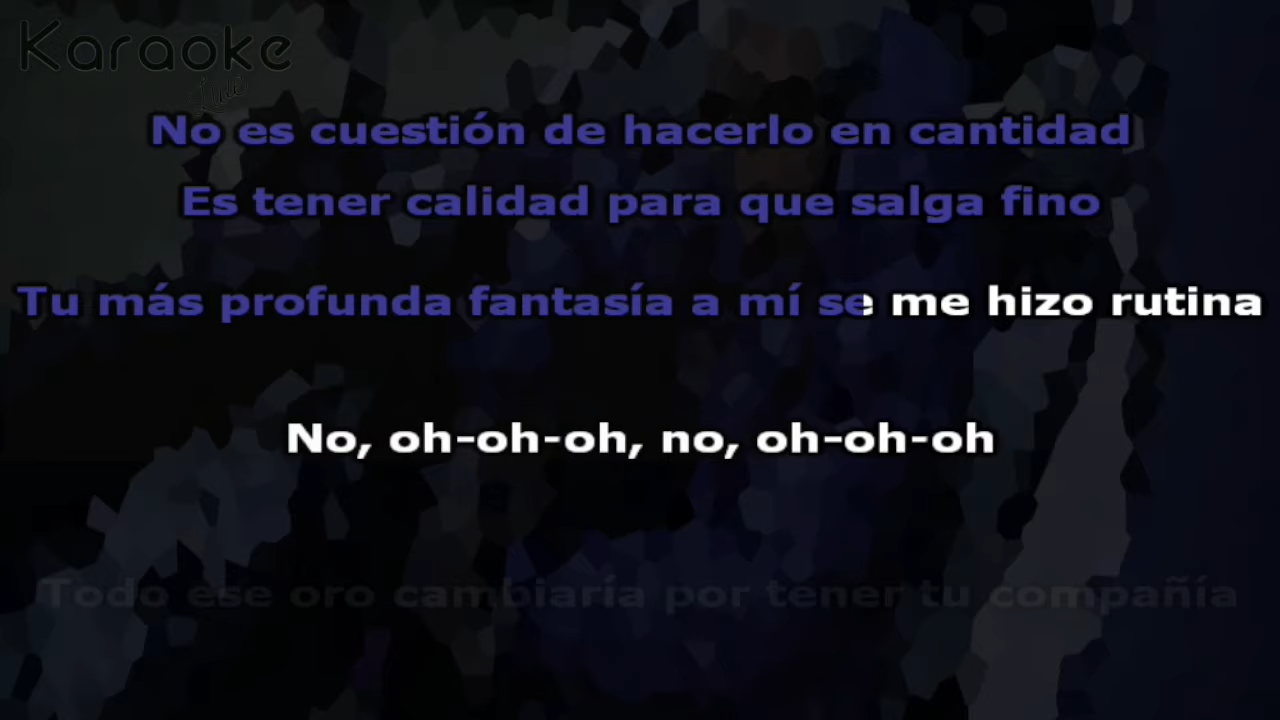 Karaoke
No es cuestión de hacerlo en cantidad
Es tener calidad para que salga fino
Tu más profunda fantasía a mí se me hizo rutina
No, oh-oh-oh, no, oh-oh-oh
Todo ese oro cambiaría por tener tu compañía